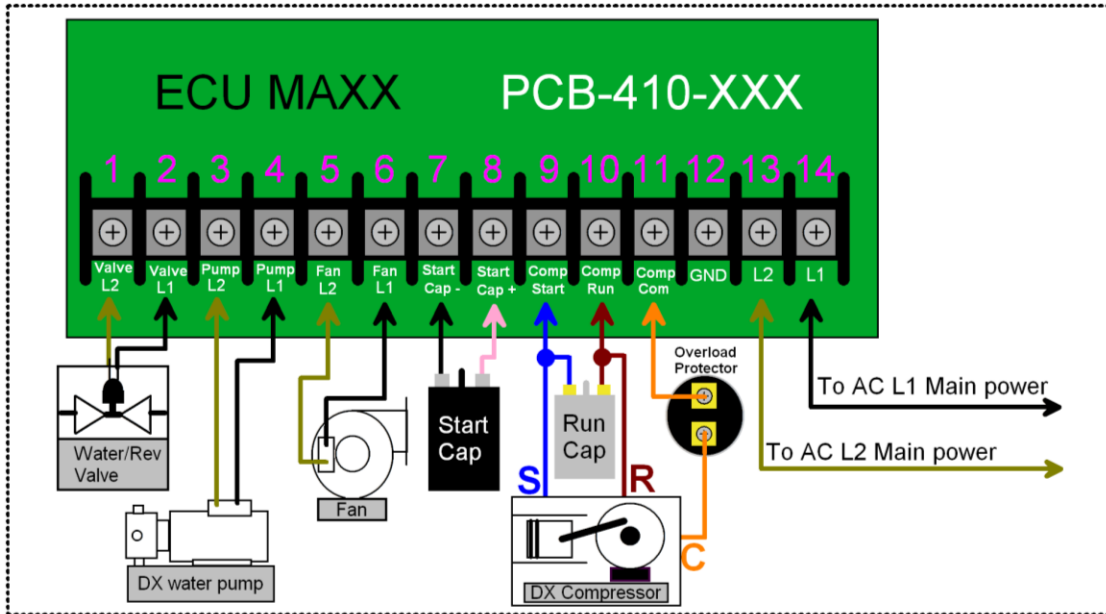 ECU MAXX PCB-410-XXX
1 2 3 4 5 6 7 8 9 10 11 12 13 14
Valve L2
Valve L1
Pump L2
Pump L1
Fan L2
Fan L1
Start Cap -
Start Cap +
Comp Start
Comp Run
Comp Com
GND
L2
L1
Overload
Protector
To AC L1 Main power
To AC L2 Main power
Water/Rev
Valve
Start
Cap
Run
Cap
S
R
C
Fan
DX water pump
DX Compressor